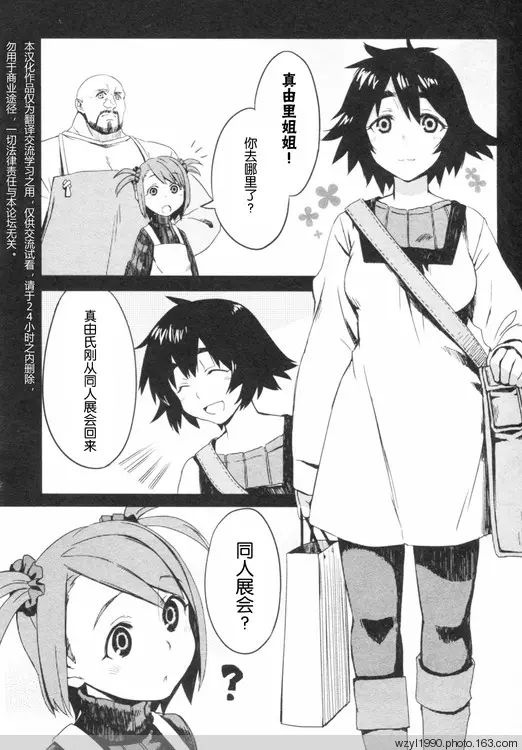 本汉化作品仅为翻译交流学习之用，仅供交流试看，请于24小时之内删除，
勿用于商业途径，一切法律责任与本论坛无关。
真由里姐姐！
你去哪里了？
真由氏刚从同人展会回来
同人展会？
?
wzyl1990.photo.163.com